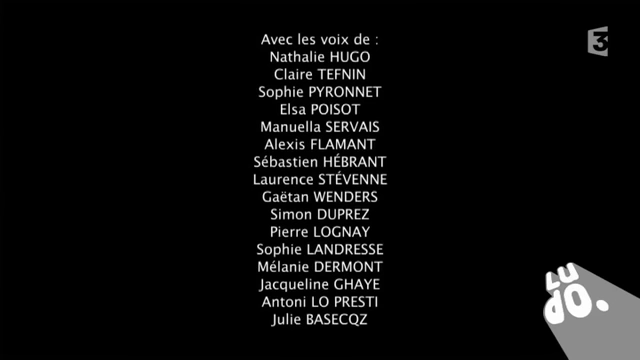 Avec les voix de :
Nathalie HUGO
Claire TEFNIN
Sophie PYRONNET
Elsa POISOT
Manuella SERVAIS
Alexis FLAMANT
Sébastien HÉBRANT
Laurence STÉVENNE
Gaëtan WENDERS
Simon DUPREZ
Pierre LOGNAY
Sophie LANDRESSE
Mélanie DERMONT
Jacqueline GHAYE
Antoni LO PRESTI
Julie BASECQZ
3
LU
DO.